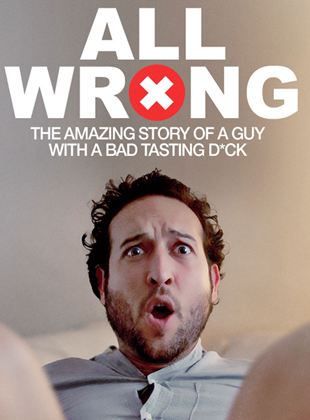 ALL
WRONG
THE AMAZING STORY OF A GUY
WITH A BAD TASTING D*CK